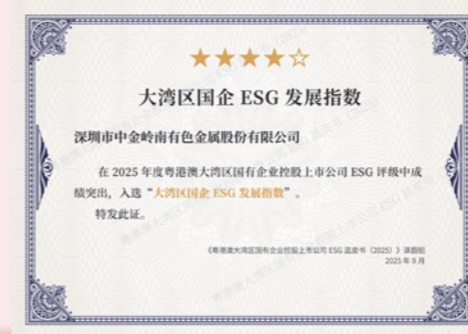 大湾区国企 ESG 发展指数
深圳市中金岭南有色金属股份有限公司
在 2025 年度粤港澳大湾区国有企业控股上市公司 ESG 评级中成
绩突出，入选“大湾区国企 ESG 发展指数”。
特发此证。
《粤港澳大湾区国有企业控股上市公司 ESG 蓝皮书（2025）》课题组
2025 年 9 月